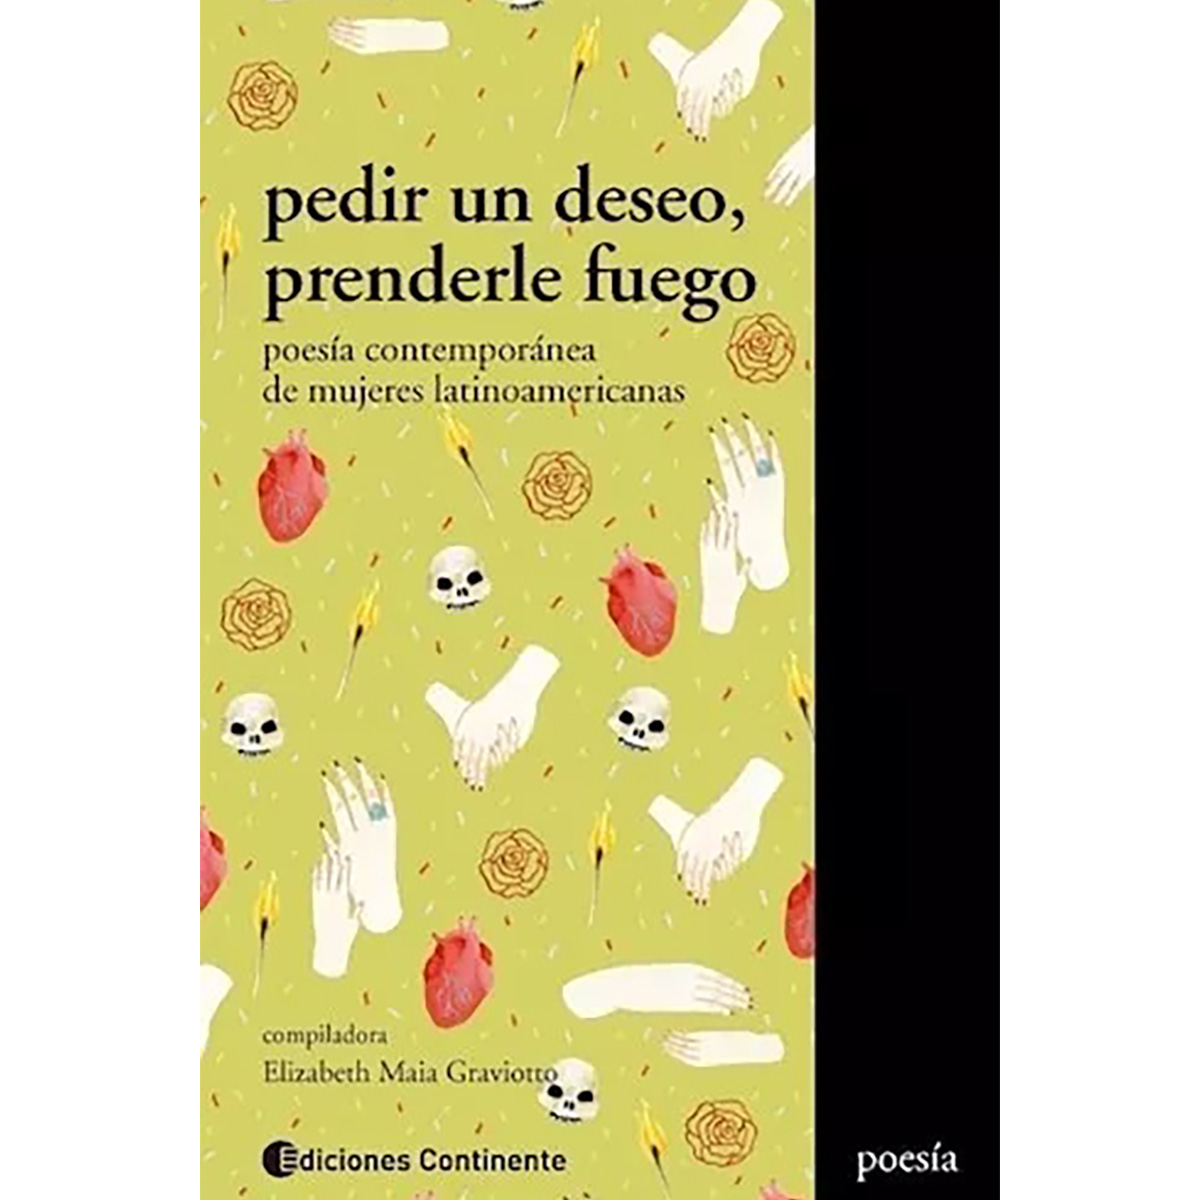 pedir un deseo,
prenderle fuego
poesía contemporánea
de mujeres latinoamericanas
compiladora
Elizabeth Maia Graviotto
Ediciones Continente
poesía